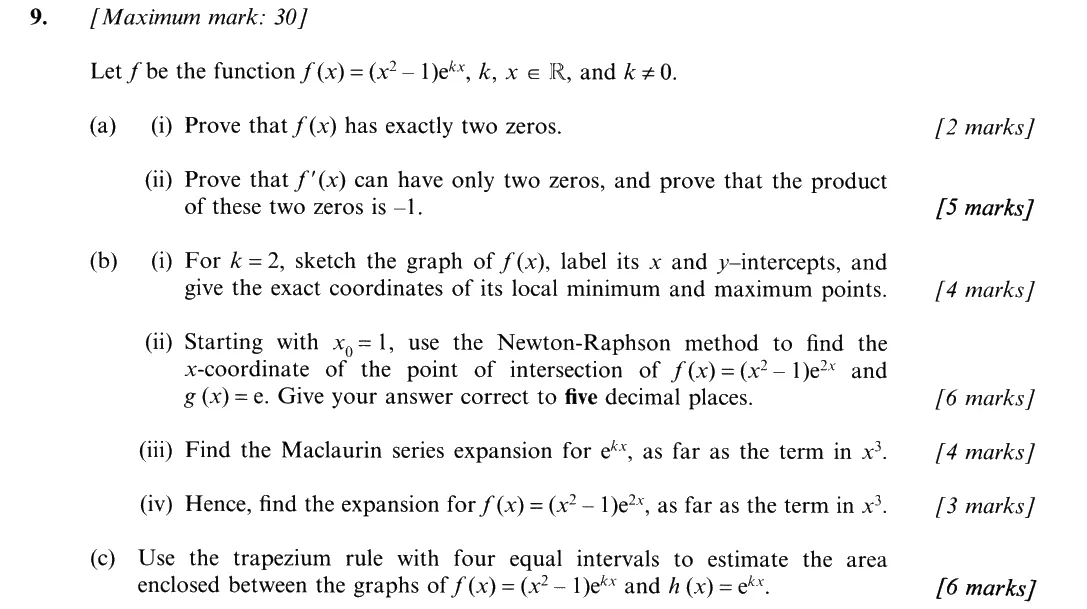 9. [Maximum mark: 30]
Let f be the function f (x) = (x² – 1)eᵏˣ, k, x ∈ ℝ, and k ≠ 0.
(a) (i) Prove that f (x) has exactly two zeros. [2 marks]
(ii) Prove that f ′(x) can have only two zeros, and prove that the product
of these two zeros is –1. [5 marks]
(b) (i) For k = 2, sketch the graph of f (x), label its x and y–intercepts, and
give the exact coordinates of its local minimum and maximum points. [4 marks]
(ii) Starting with x₀ = 1, use the Newton-Raphson method to find the
x-coordinate of the point of intersection of f (x) = (x² – 1)e²ˣ and
g (x) = e. Give your answer correct to five decimal places. [6 marks]
(iii) Find the Maclaurin series expansion for eᵏˣ, as far as the term in x³. [4 marks]
(iv) Hence, find the expansion for f (x) = (x² – 1)e²ˣ, as far as the term in x³. [3 marks]
(c) Use the trapezium rule with four equal intervals to estimate the area
enclosed between the graphs of f (x) = (x² – 1)eᵏˣ and h (x) = eᵏˣ. [6 marks]